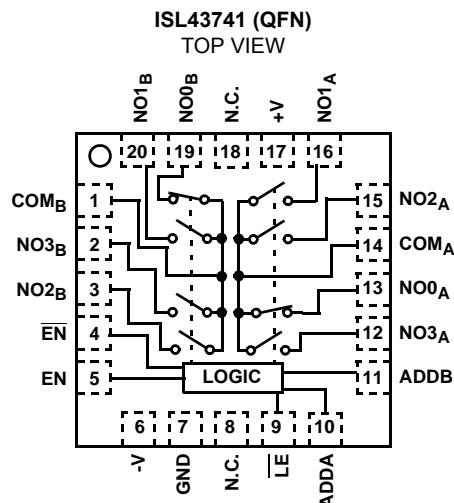 ISL43741 (QFN)
TOP VIEW
NO1B
NO0B
N.C.
+V
NO1A
20
19
18
17
16
COMB
1
15
NO2A
NO3B
2
14
COMA
NO2B
3
13
NO0A
EN
4
12
NO3A
EN
5
LOGIC
11
ADDB
6
7
8
9
10
-V
GND
N.C.
LE
ADDA